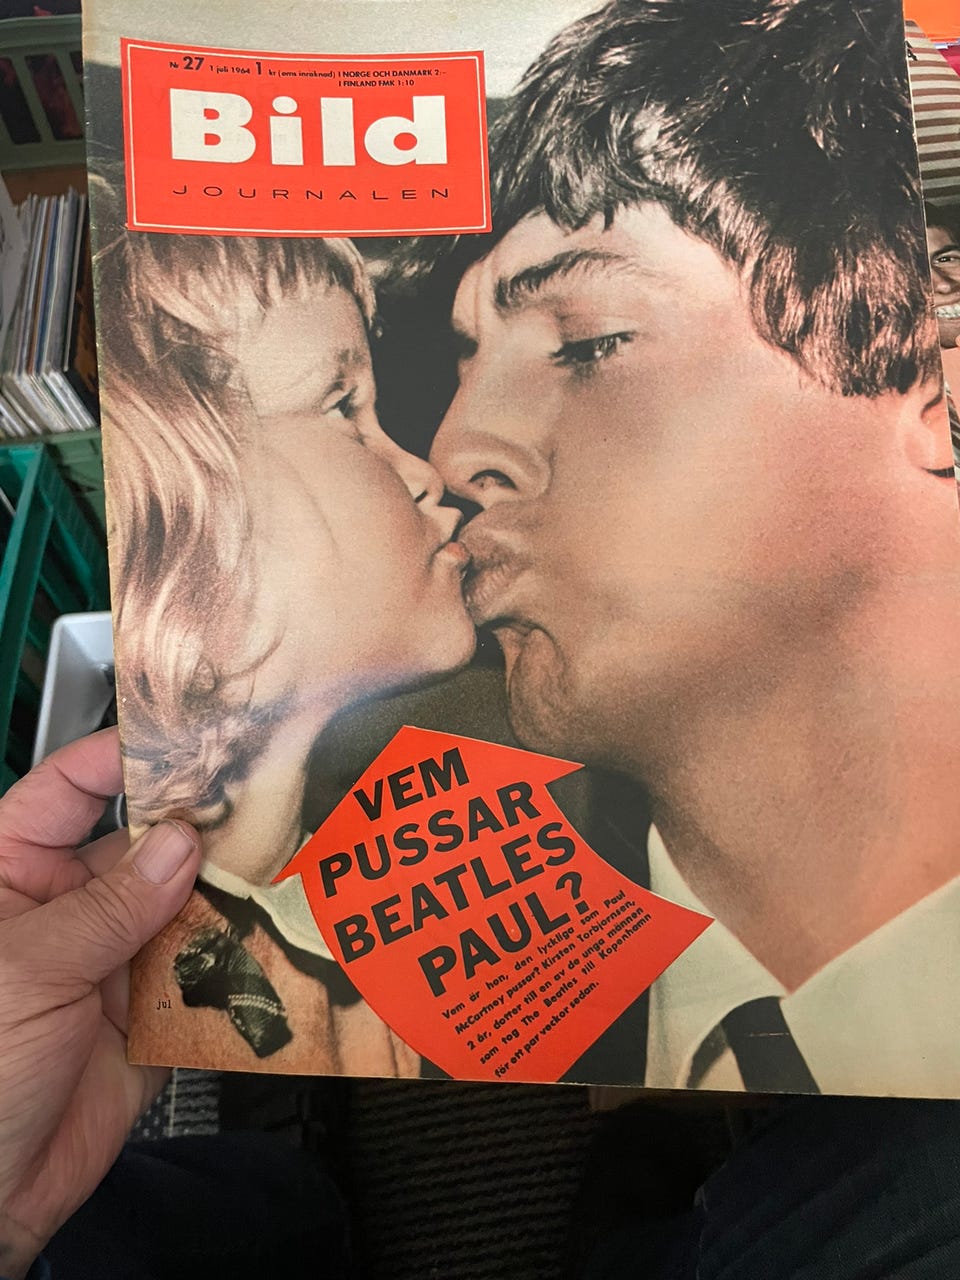 Nr 27 1 juli 1964 1 kr (oms inräknad) I NORGE OCH DANMARK 2:-
I FINLAND FMK 1:10
Bild
JOURNALEN
VEM
PUSSAR
BEATLES
PAUL?
Vem är hon, den lyckliga som Paul
McCartney pussar? Kirsten Torbjørnsen,
2 år, dotter till en av de unga männen
som tog The Beatles till Köpenhamn
för ett par veckor sedan.
jul